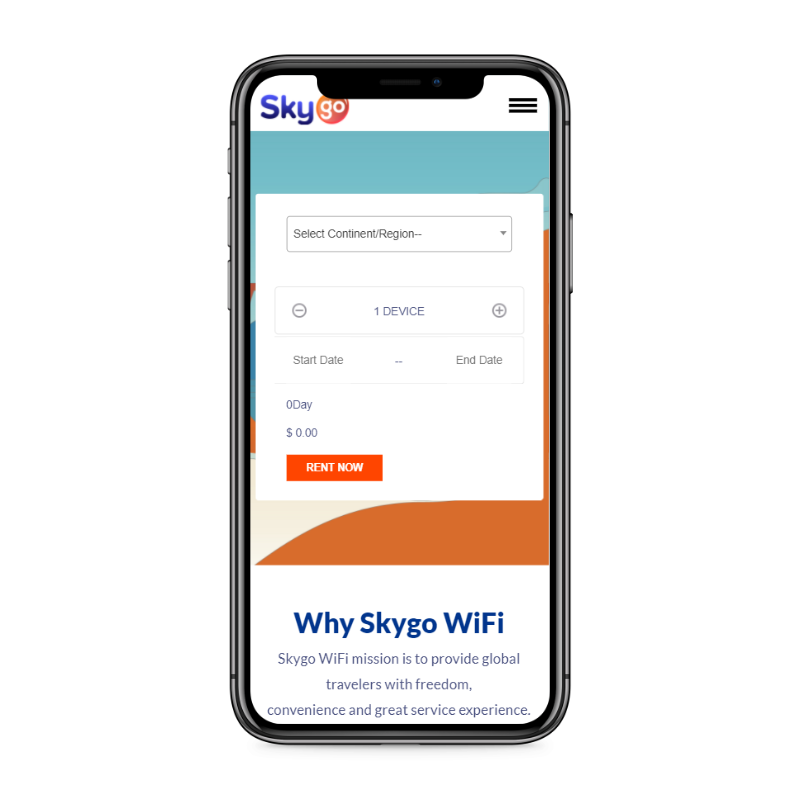 Skygo
Select Continent/Region--
1 DEVICE
Start Date -- End Date
0Day
$ 0.00
RENT NOW
Why Skygo WiFi
Skygo WiFi mission is to provide global
travelers with freedom,
convenience and great service experience.